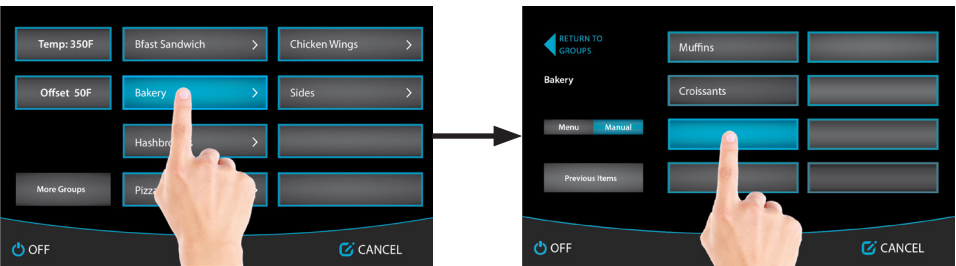 Temp: 350F
Bfast Sandwich
Chicken Wings
Offset 50F
Bakery
Sides
Hashbro
More Groups
Pizza
OFF
CANCEL
RETURN TO
GROUPS
Muffins
Bakery
Croissants
Menu
Manual
Previous Items
OFF
CANCEL